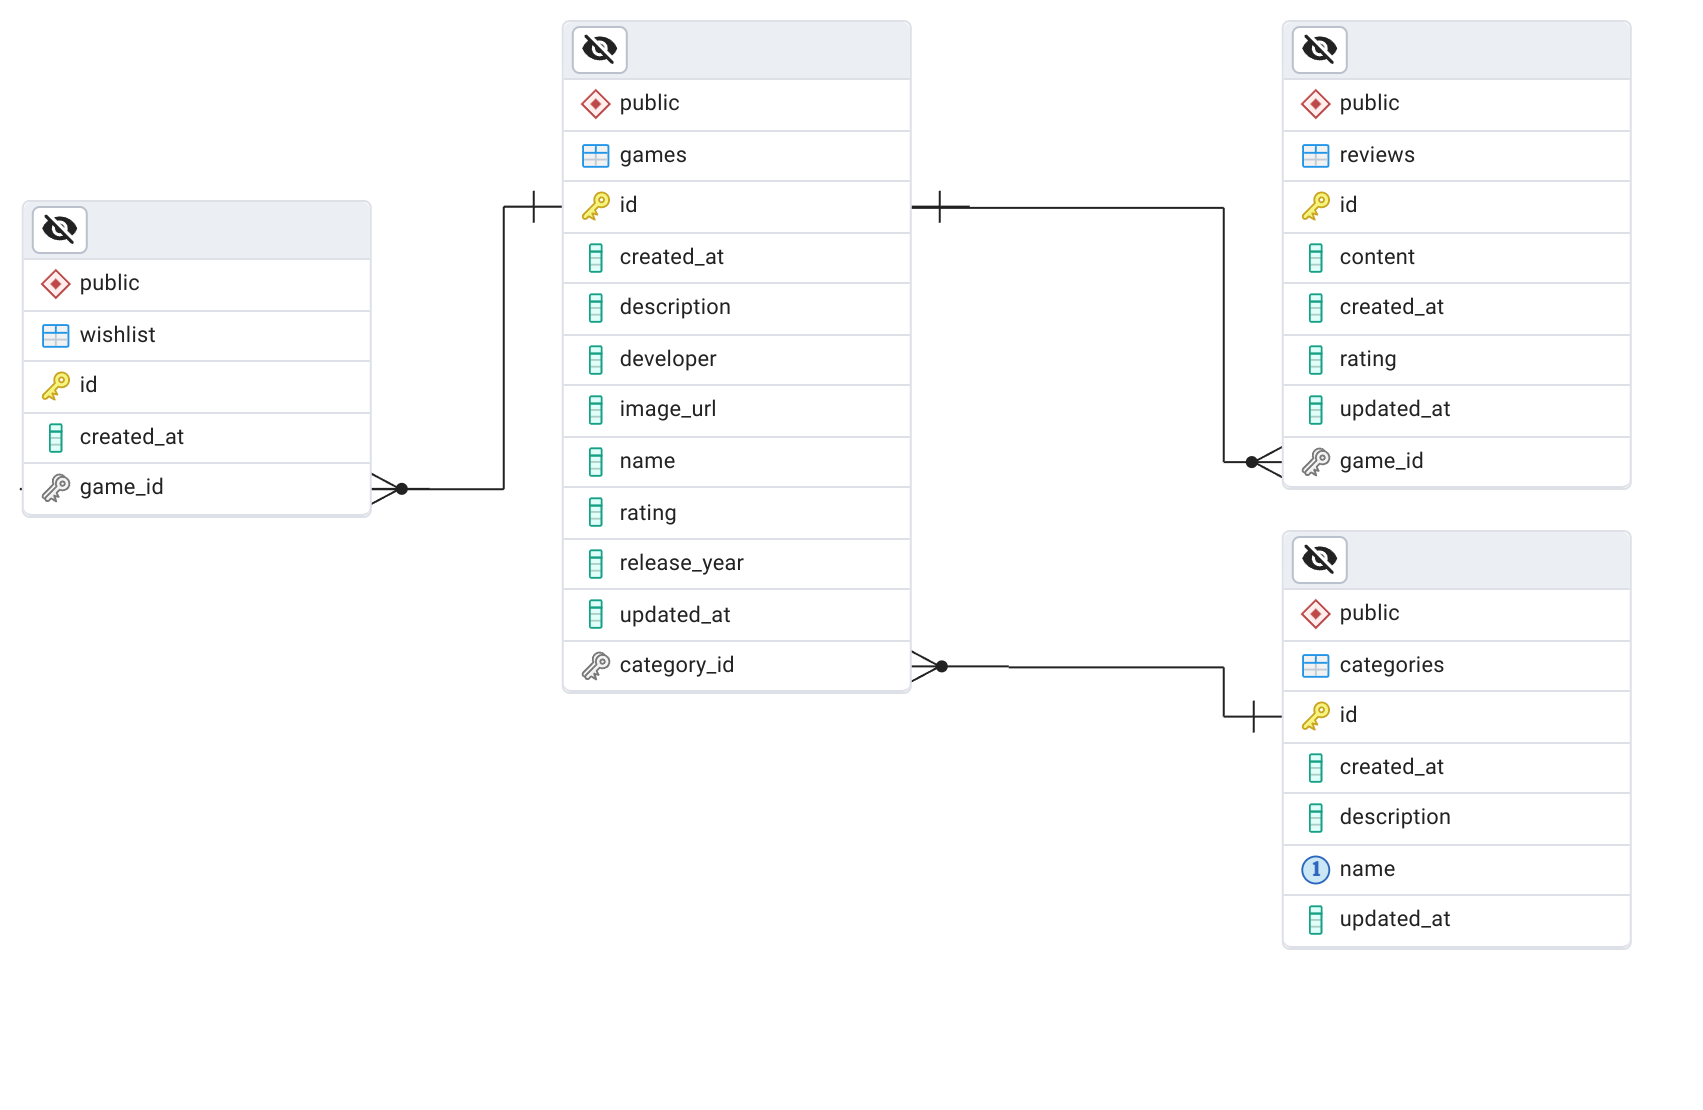 public
wishlist
id
created_at
game_id
public
games
id
created_at
description
developer
image_url
name
rating
release_year
updated_at
category_id
public
reviews
id
content
created_at
rating
updated_at
game_id
public
categories
id
created_at
description
1 name
updated_at